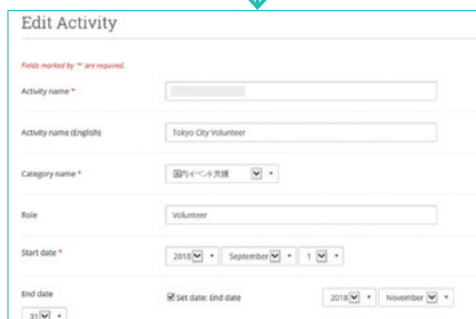 Edit Activity
Fields marked by "*" are required.
Activity name *
Activity name (English) Tokyo City Volunteer
Category name * 国内イベント支援
Role Volunteer
Start date * 2018 September 1
End date Set date: End date 2018 November
31